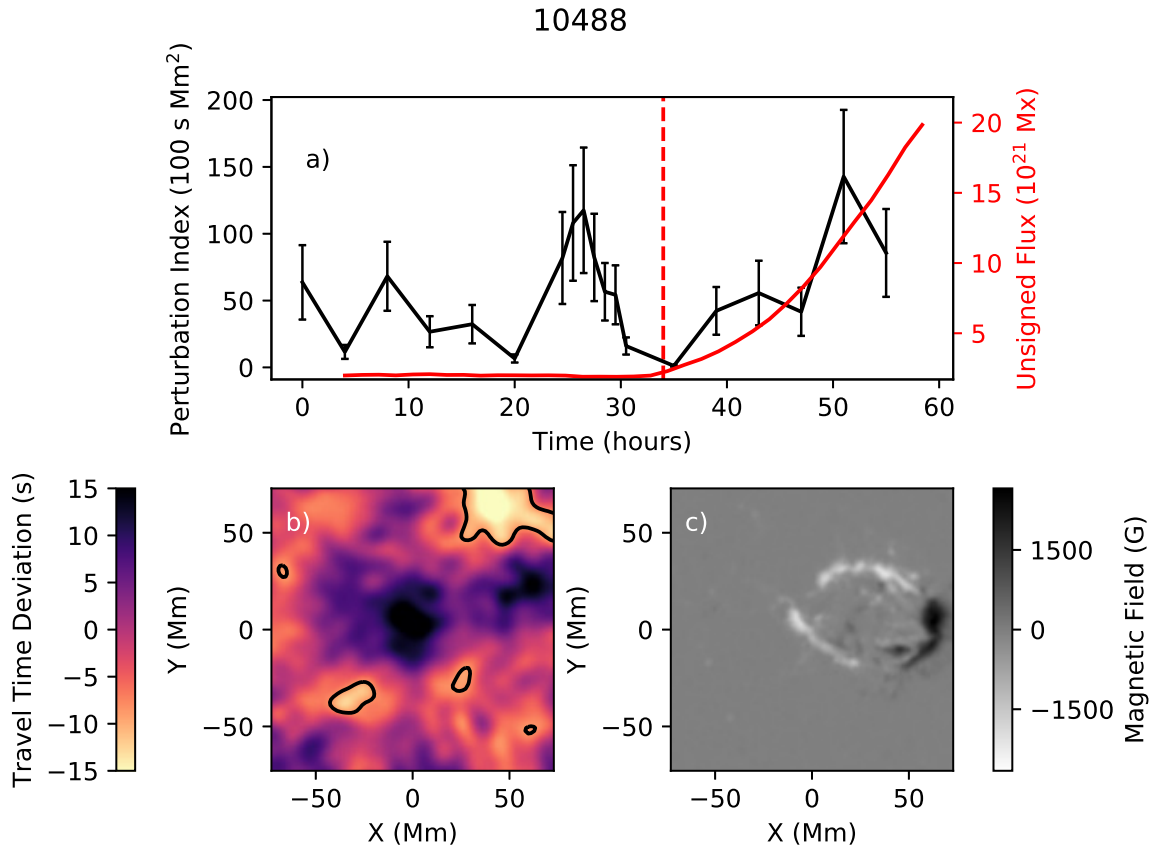 10488
Perturbation Index (100 s Mm²)
200
150
100
50
0
a)
0 10 20 30 40 50 60
Time (hours)
20
15
10
5
Unsigned Flux (10²¹ Mx)
Travel Time Deviation (s)
15
10
5
0
−5
−10
−15
b)
Y (Mm)
50
0
−50
−50 0 50
X (Mm)
c)
Y (Mm)
50
0
−50
−50 0 50
X (Mm)
1500
0
−1500
Magnetic Field (G)